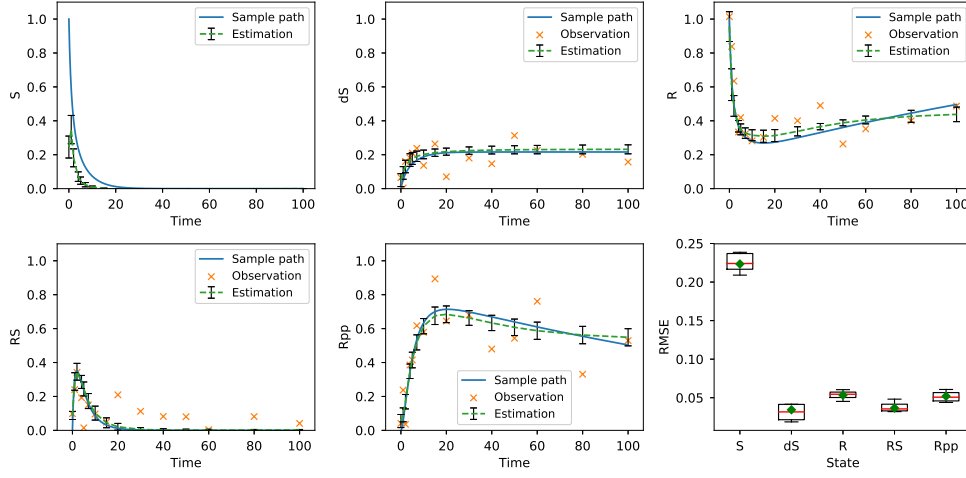 1.0
0.8
0.6
0.4
0.2
0.0
S
0 20 40 60 80 100
Time
Sample path
Estimation
1.0
0.8
0.6
0.4
0.2
0.0
dS
0 20 40 60 80 100
Time
Sample path
Observation
Estimation
1.0
0.8
0.6
0.4
0.2
0.0
R
0 20 40 60 80 100
Time
Sample path
Observation
Estimation
1.0
0.8
0.6
0.4
0.2
0.0
RS
0 20 40 60 80 100
Time
Sample path
Observation
Estimation
1.0
0.8
0.6
0.4
0.2
0.0
Rpp
0 20 40 60 80 100
Time
Sample path
Observation
Estimation
0.25
0.20
0.15
0.10
0.05
RMSE
S dS R RS Rpp
State